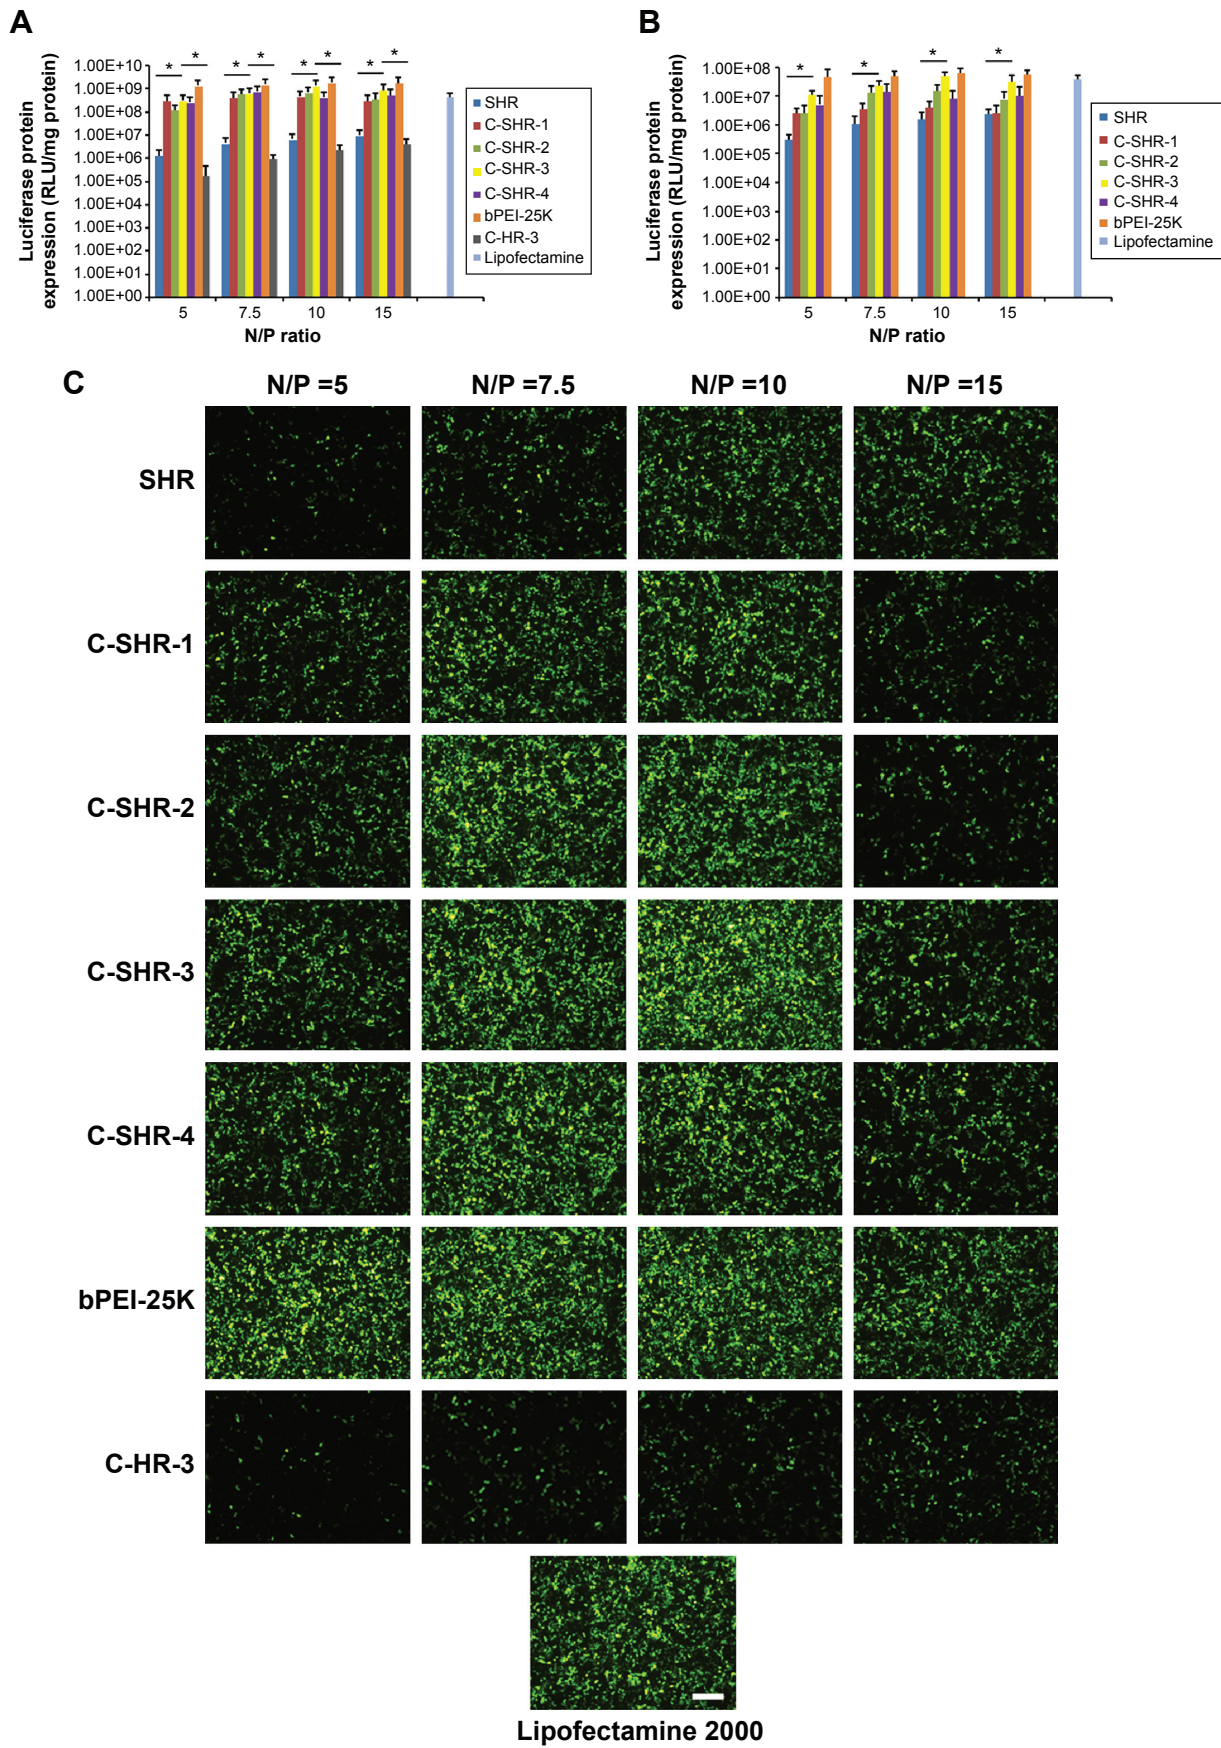 A
B
Luciferase protein
expression (RLU/mg protein)
1.00E+10
1.00E+09
1.00E+08
1.00E+07
1.00E+06
1.00E+05
1.00E+04
1.00E+03
1.00E+02
1.00E+01
1.00E+00
* * * * * * * *
5 7.5 10 15
N/P ratio
SHR
C-SHR-1
C-SHR-2
C-SHR-3
C-SHR-4
bPEI-25K
C-HR-3
Lipofectamine
Luciferase protein
expression (RLU/mg protein)
1.00E+08
1.00E+07
1.00E+06
1.00E+05
1.00E+04
1.00E+03
1.00E+02
1.00E+01
1.00E+00
* * * *
5 7.5 10 15
N/P ratio
SHR
C-SHR-1
C-SHR-2
C-SHR-3
C-SHR-4
bPEI-25K
Lipofectamine
C
N/P =5 N/P =7.5 N/P =10 N/P =15
SHR
C-SHR-1
C-SHR-2
C-SHR-3
C-SHR-4
bPEI-25K
C-HR-3
Lipofectamine 2000